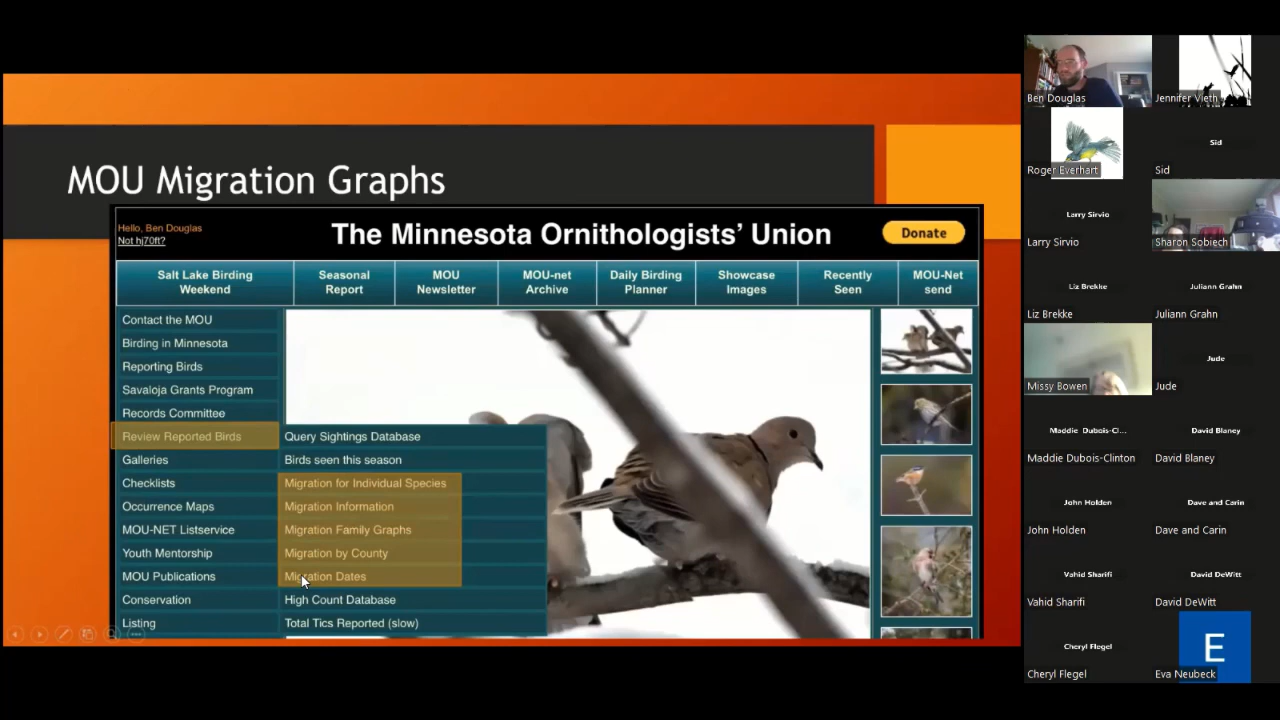 MOU Migration Graphs
Hello, Ben Douglas
Not hj70ft?
The Minnesota Ornithologists' Union
Donate
Salt Lake Birding
Weekend
Seasonal
Report
MOU
Newsletter
MOU-net
Archive
Daily Birding
Planner
Showcase
Images
Recently
Seen
MOU-Net
send
Contact the MOU
Birding in Minnesota
Reporting Birds
Savaloja Grants Program
Records Committee
Review Reported Birds
Galleries
Checklists
Occurrence Maps
MOU-NET Listservice
Youth Mentorship
MOU Publications
Conservation
Listing
Query Sightings Database
Birds seen this season
Migration for Individual Species
Migration Information
Migration Family Graphs
Migration by County
Migration Dates
High Count Database
Total Tics Reported (slow)
Ben Douglas
Jennifer Vieth
Roger Everhart
Sid
Sid
Larry Sirvio
Larry Sirvio
Sharon Sobiech
Liz Brekke
Liz Brekke
Juliann Grahn
Juliann Grahn
Missy Bowen
Jude
Jude
Maddie Dubois-Cl...
Maddie Dubois-Clinton
David Blaney
David Blaney
John Holden
John Holden
Dave and Carin
Dave and Carin
Vahid Sharifi
Vahid Sharifi
David DeWitt
David DeWitt
Cheryl Flegel
Cheryl Flegel
E
Eva Neubeck